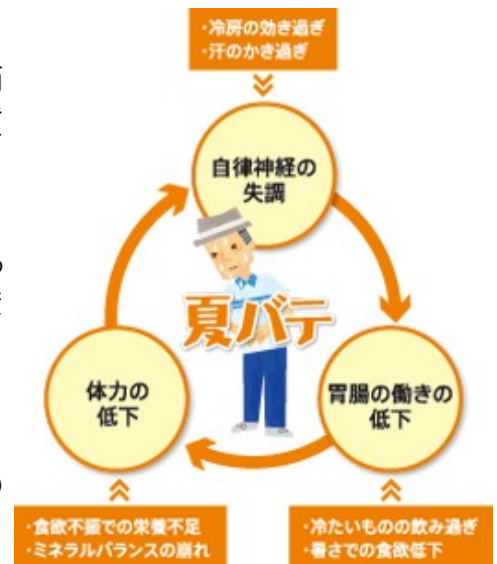 ・冷房の効き過ぎ
・汗のかき過ぎ
自律神経の
失調
夏バテ
体力の
低下
胃腸の働きの
低下
・食欲不振での栄養不足
・ミネラルバランスの崩れ
・冷たいものの飲み過ぎ
・暑さでの食欲低下